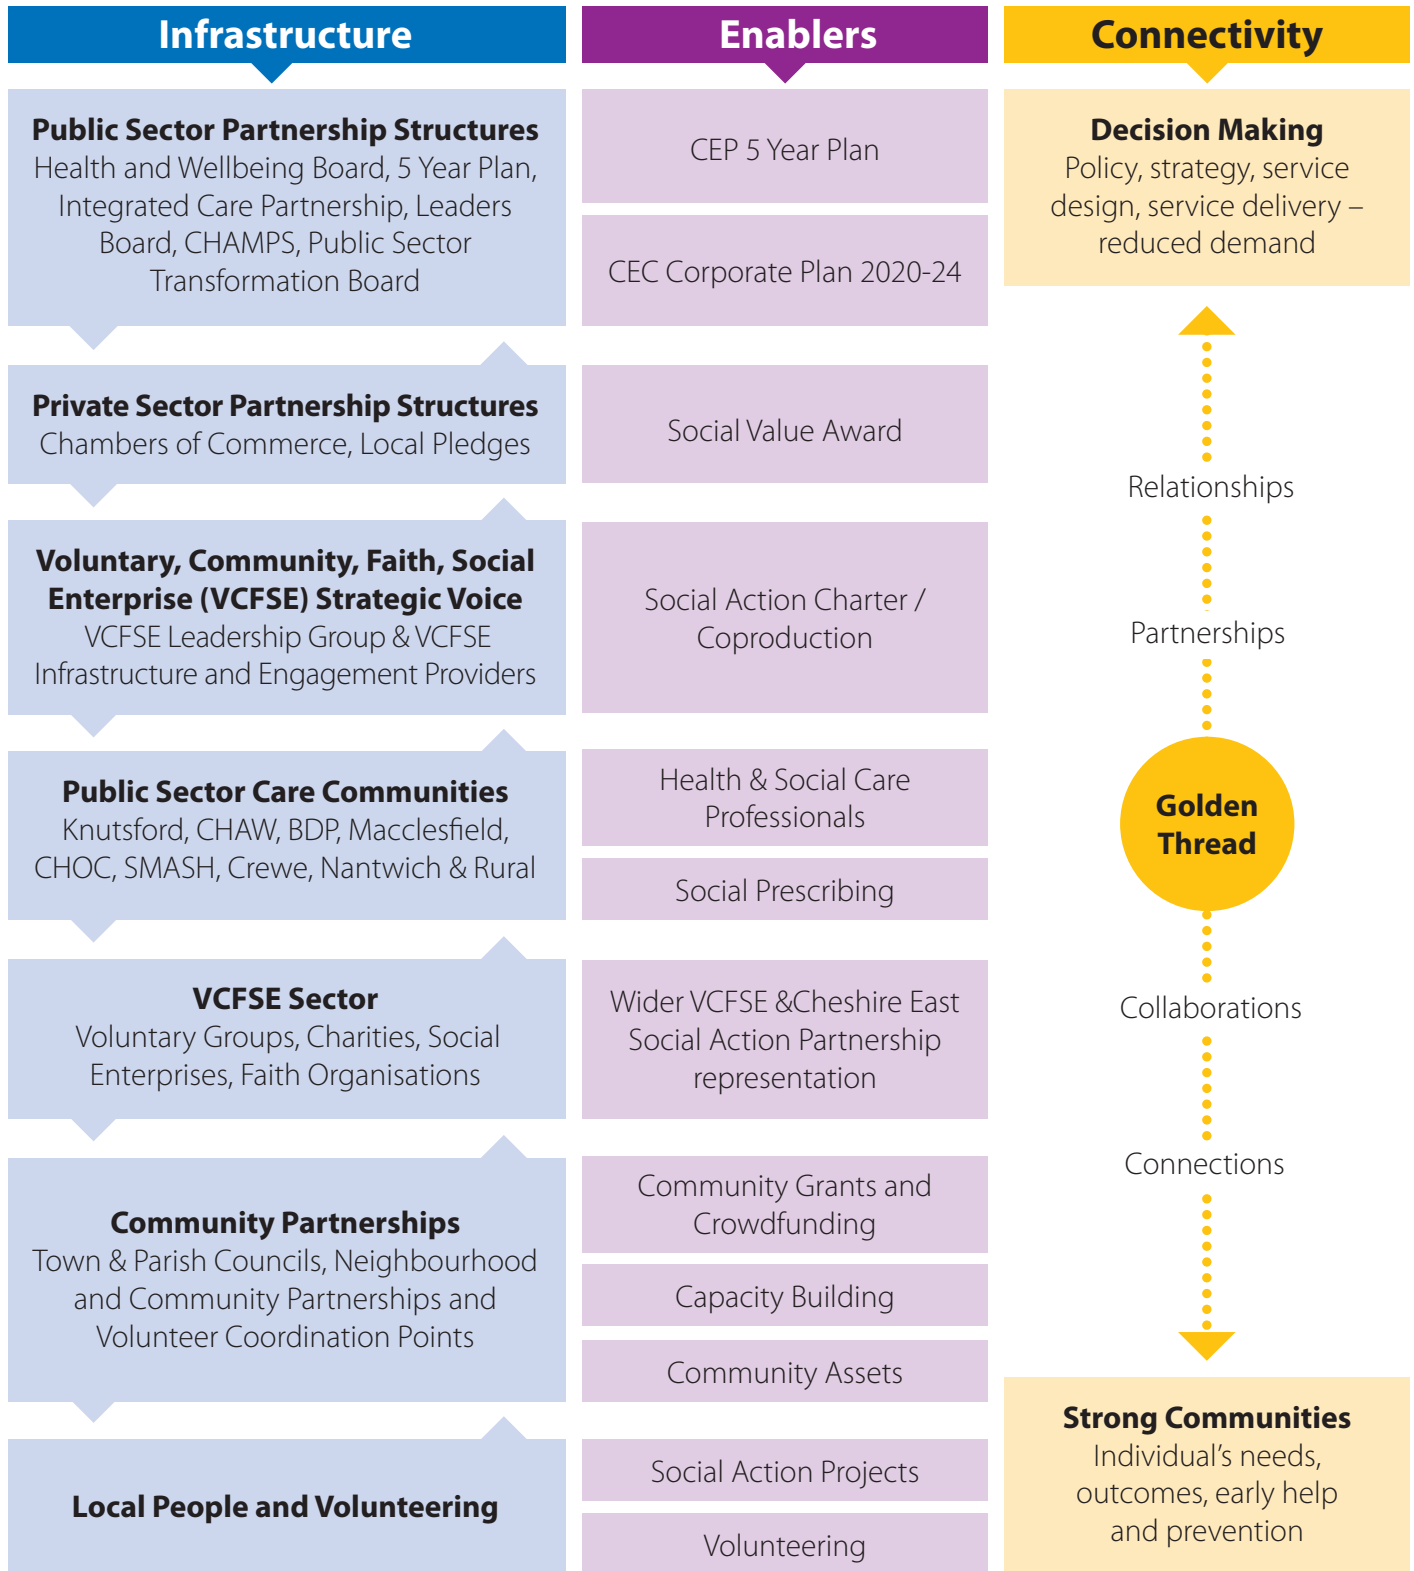 Infrastructure
Public Sector Partnership Structures
Health and Wellbeing Board, 5 Year Plan,
Integrated Care Partnership, Leaders
Board, CHAMPS, Public Sector
Transformation Board
Private Sector Partnership Structures
Chambers of Commerce, Local Pledges
Voluntary, Community, Faith, Social
Enterprise (VCFSE) Strategic Voice
VCFSE Leadership Group & VCFSE
Infrastructure and Engagement Providers
Public Sector Care Communities
Knutsford, CHAW, BDP, Macclesfield,
CHOC, SMASH, Crewe, Nantwich & Rural
VCFSE Sector
Voluntary Groups, Charities, Social
Enterprises, Faith Organisations
Community Partnerships
Town & Parish Councils, Neighbourhood
and Community Partnerships and
Volunteer Coordination Points
Local People and Volunteering
Enablers
CEP 5 Year Plan
CEC Corporate Plan 2020-24
Social Value Award
Social Action Charter /
Coproduction
Health & Social Care
Professionals
Social Prescribing
Wider VCFSE &Cheshire East
Social Action Partnership
representation
Community Grants and
Crowdfunding
Capacity Building
Community Assets
Social Action Projects
Volunteering
Connectivity
Decision Making
Policy, strategy, service
design, service delivery –
reduced demand
Relationships
Partnerships
Golden
Thread
Collaborations
Connections
Strong Communities
Individual’s needs,
outcomes, early help
and prevention